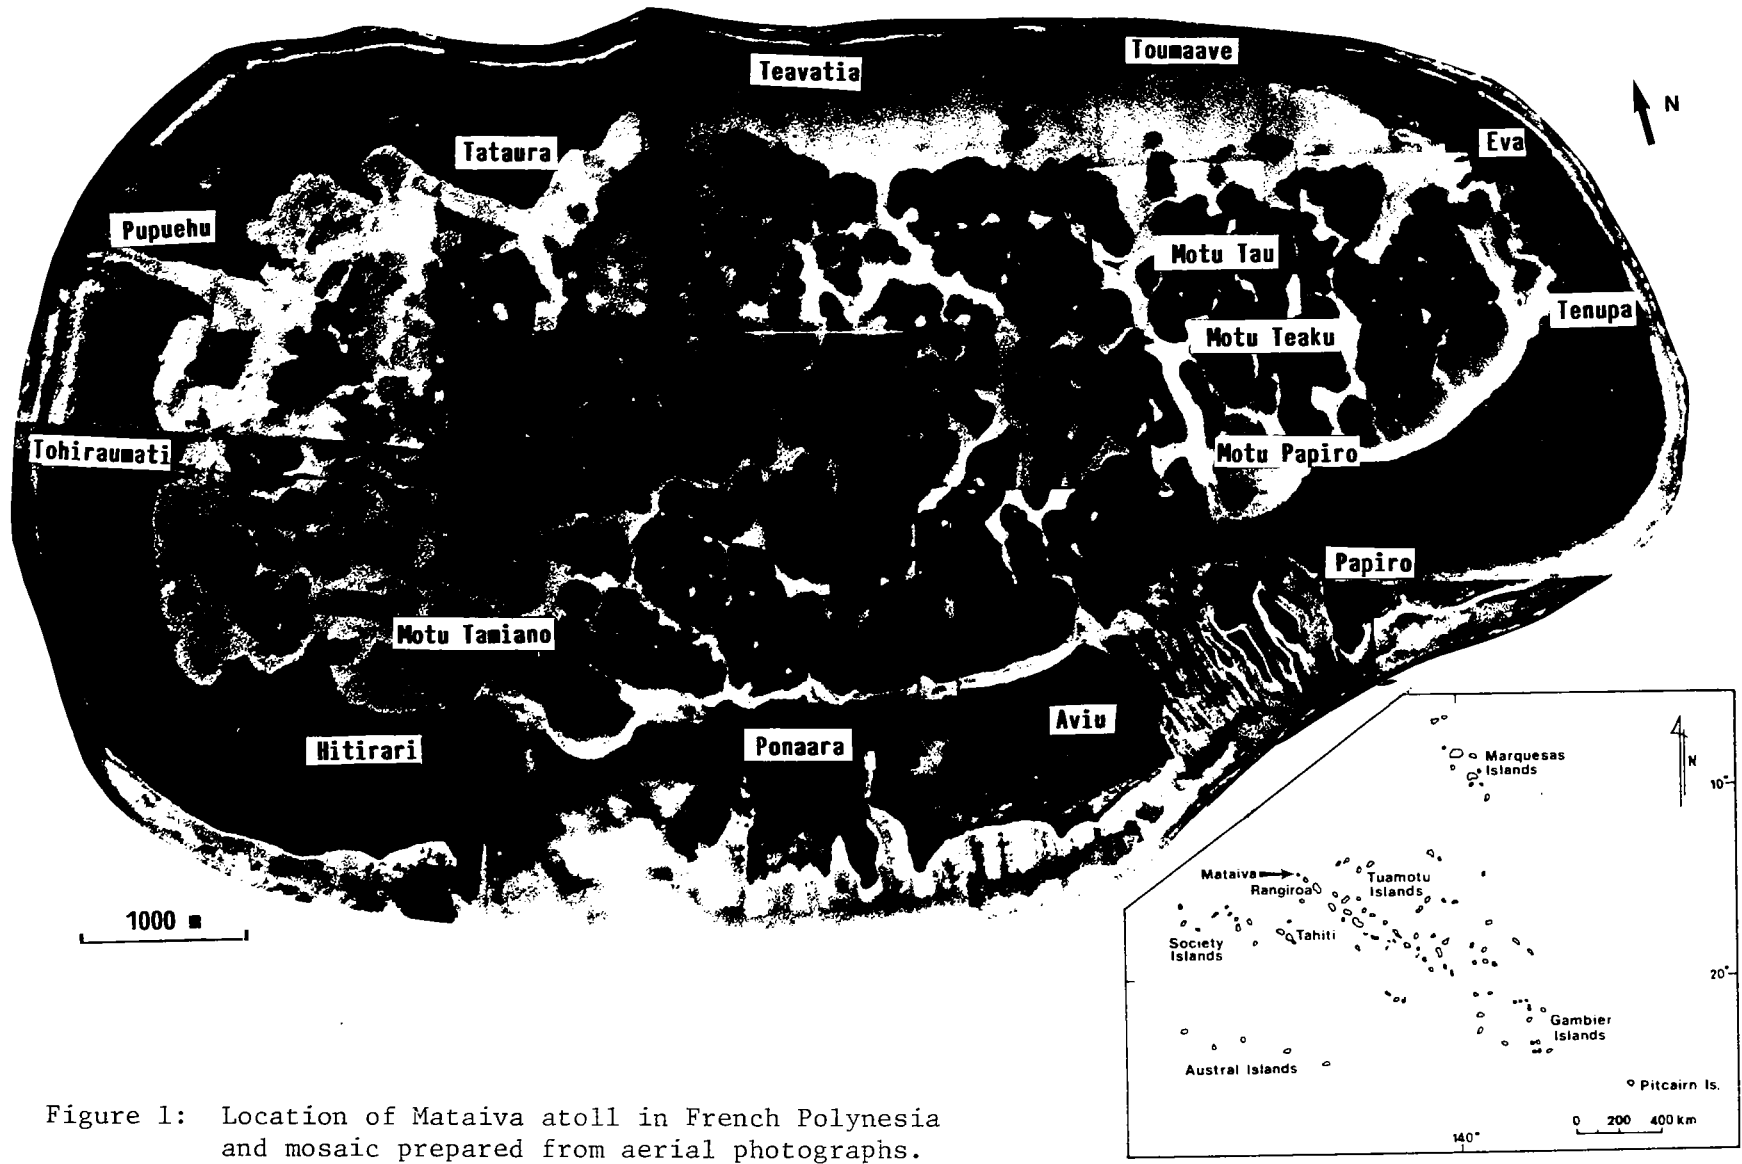 Toumaave
Teavatia
N
Eva
Tataura
Pupuehu
Motu Tau
Tenupa
Motu Teaku
Tohiraumati
Motu Papiro
Papiro
Motu Tamiano
Aviu
Hitirari
Ponaara
1000 m
Marquesas
Islands
N
10°
Mataiva
Rangiroa
Tuamotu
Islands
Tahiti
Society
Islands
20°
Gambier
Islands
Austral Islands
Pitcairn Is.
0 200 400 km
140°
Figure 1: Location of Mataiva atoll in French Polynesia
and mosaic prepared from aerial photographs.